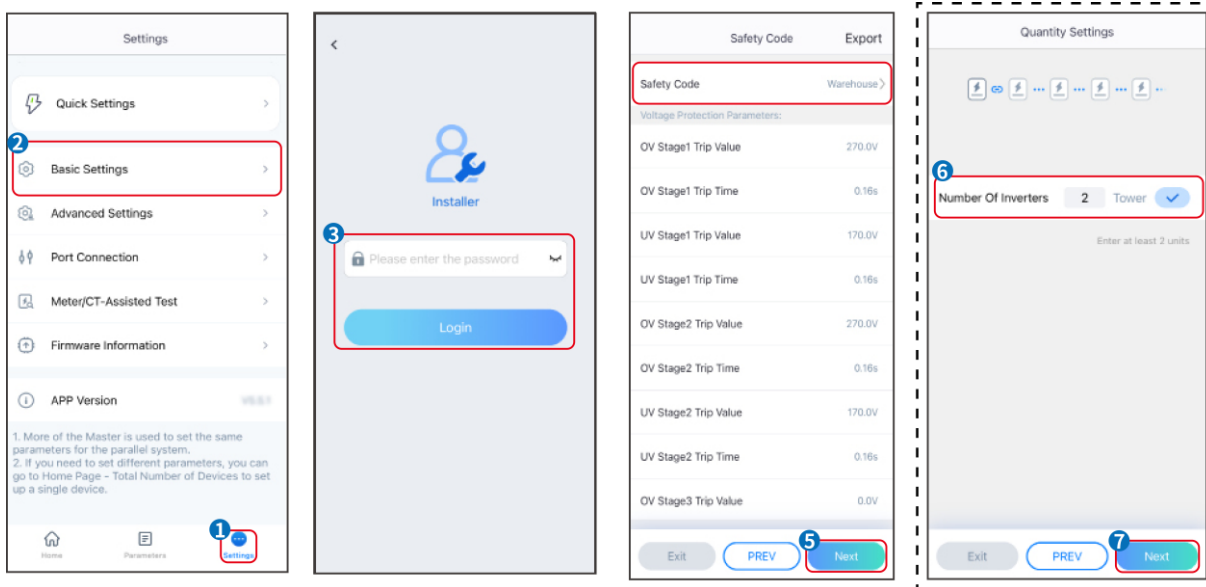 Settings
Quick Settings
2
Basic Settings
Advanced Settings
Port Connection
Meter/CT-Assisted Test
Firmware Information
APP Version
1. More of the Master is used to set the same
parameters for the parallel system.
2. If you need to set different parameters, you can
go to Home Page - Total Number of Devices to set
up a single device.
1
Home
Parameters
Settings
Installer
3
Please enter the password
Login
Safety Code
Export
Safety Code
Warehouse
Voltage Protection Parameters:
OV Stage1 Trip Value 270.0V
OV Stage1 Trip Time 0.16s
UV Stage1 Trip Value 170.0V
UV Stage1 Trip Time 0.16s
OV Stage2 Trip Value 270.0V
OV Stage2 Trip Time 0.16s
UV Stage2 Trip Value 170.0V
UV Stage2 Trip Time 0.16s
OV Stage3 Trip Value 0.0V
5
Exit
PREV
Next
Quantity Settings
6
Number Of Inverters 2 Tower
Enter at least 2 units
7
Exit
PREV
Next